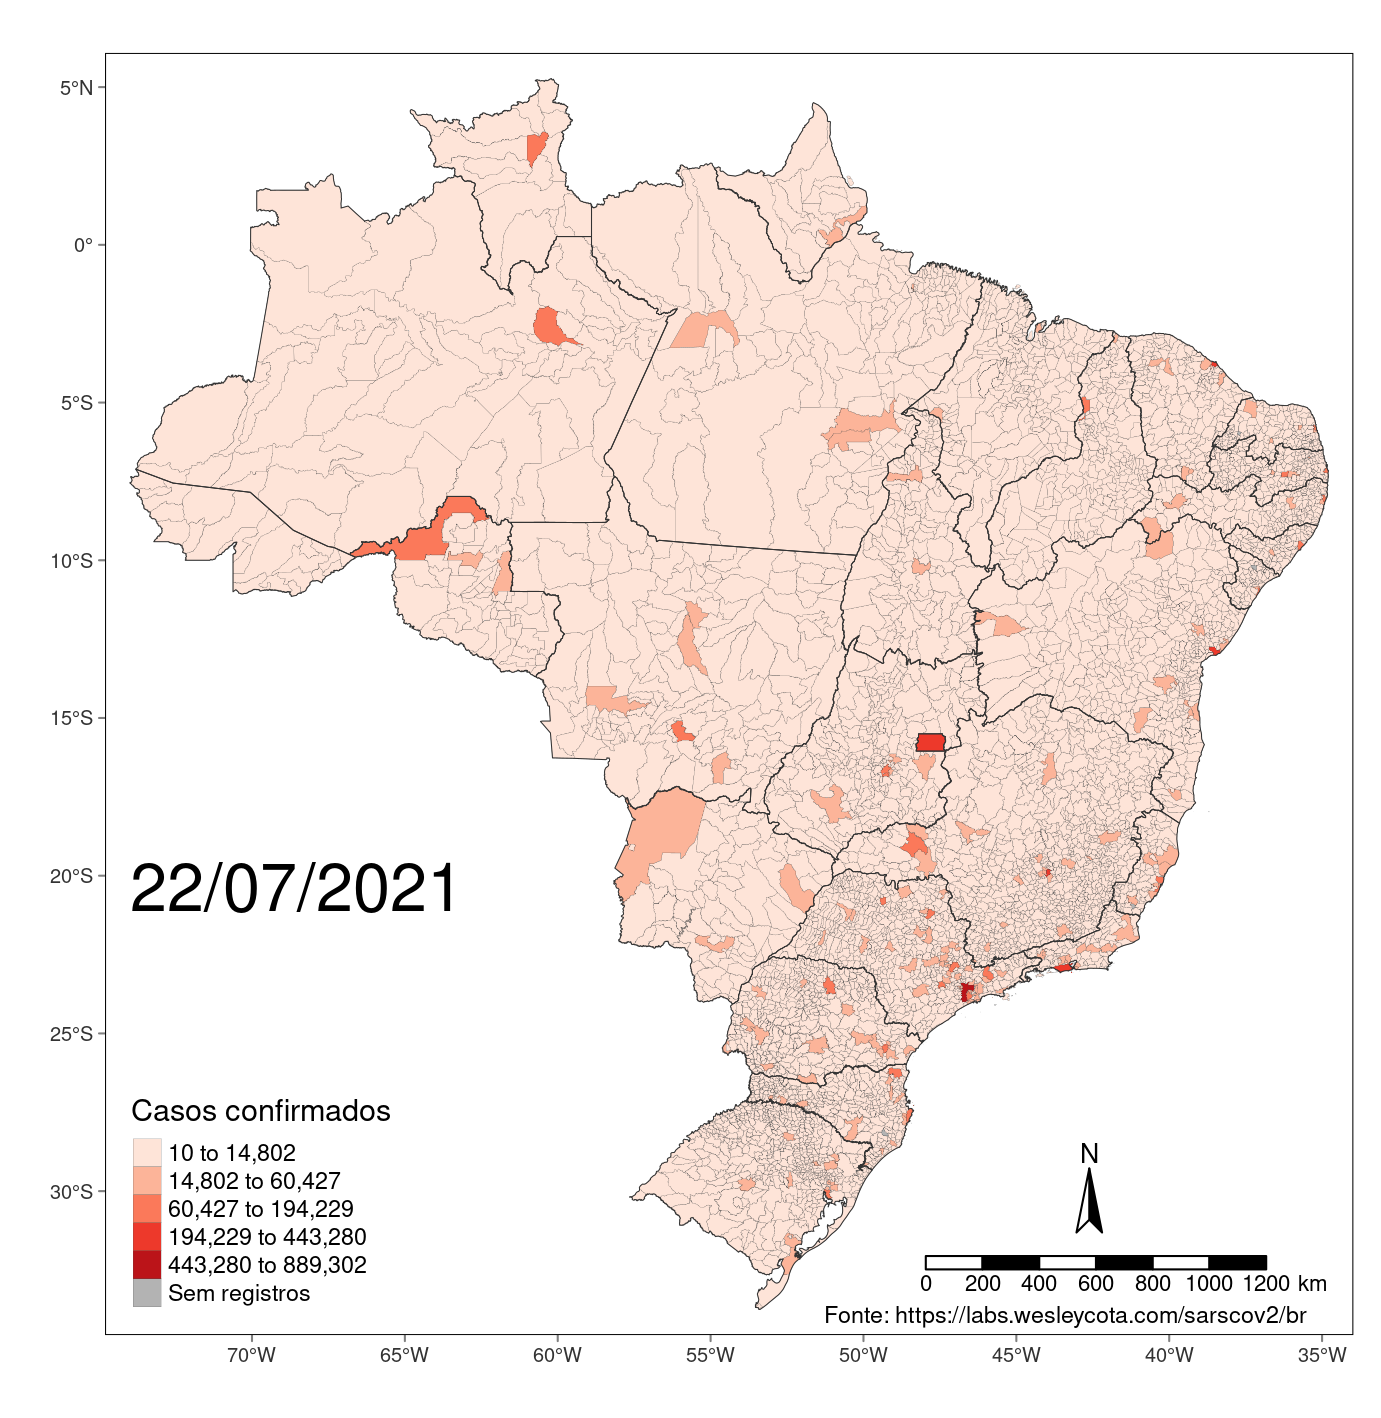 5°N
0°
5°S
10°S
15°S
20°S
25°S
30°S
22/07/2021
Casos confirmados
10 to 14,802
14,802 to 60,427
60,427 to 194,229
194,229 to 443,280
443,280 to 889,302
Sem registros
N
0 200 400 600 800 1000 1200 km
Fonte: https://labs.wesleycota.com/sarscov2/br
70°W 65°W 60°W 55°W 50°W 45°W 40°W 35°W